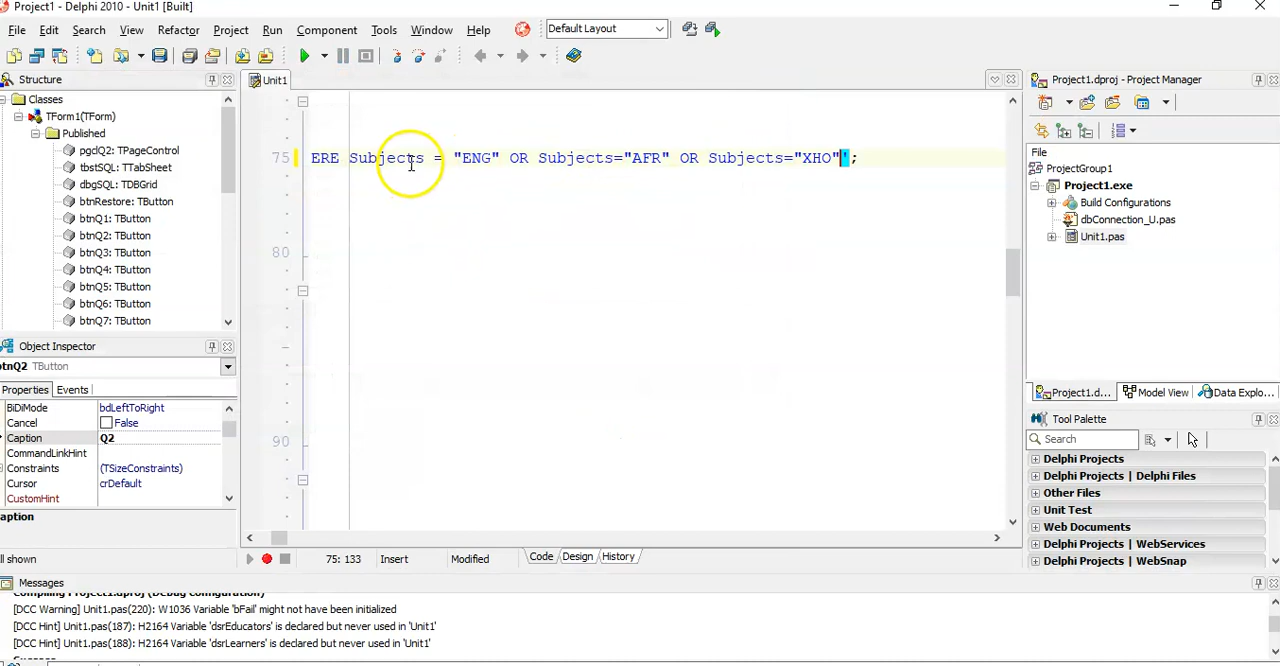 Project1 - Delphi 2010 - Unit1 [Built]
File Edit Search View Refactor Project Run Component Tools Window Help Default Layout
Structure
Classes
TForm1(TForm)
Published
pgclQ2: TPageControl
tbstSQL: TTabSheet
dbgSQL: TDBGrid
btnRestore: TButton
btnQ1: TButton
btnQ2: TButton
btnQ3: TButton
btnQ4: TButton
btnQ5: TButton
btnQ6: TButton
btnQ7: TButton
Object Inspector
btnQ2 TButton
Properties Events
BiDiMode bdLeftToRight
Cancel False
Caption Q2
CommandLinkHint
Constraints (TSizeConstraints)
Cursor crDefault
CustomHint
aption
ll shown
Unit1
75 ERE Subjects = "ENG" OR Subjects="AFR" OR Subjects="XHO"';
80
90
75: 133 Insert Modified Code Design History
Project1.dproj - Project Manager
File
ProjectGroup1
Project1.exe
Build Configurations
dbConnection_U.pas
Unit1.pas
Project1.d... Model View Data Explo...
Tool Palette
Search
Delphi Projects
Delphi Projects | Delphi Files
Other Files
Unit Test
Web Documents
Delphi Projects | WebServices
Delphi Projects | WebSnap
Messages
Compiling Project1.dproj (Debug configuration)
[DCC Warning] Unit1.pas(220): W1036 Variable 'bFail' might not have been initialized
[DCC Hint] Unit1.pas(187): H2164 Variable 'dsrEducators' is declared but never used in 'Unit1'
[DCC Hint] Unit1.pas(188): H2164 Variable 'dsrLearners' is declared but never used in 'Unit1'